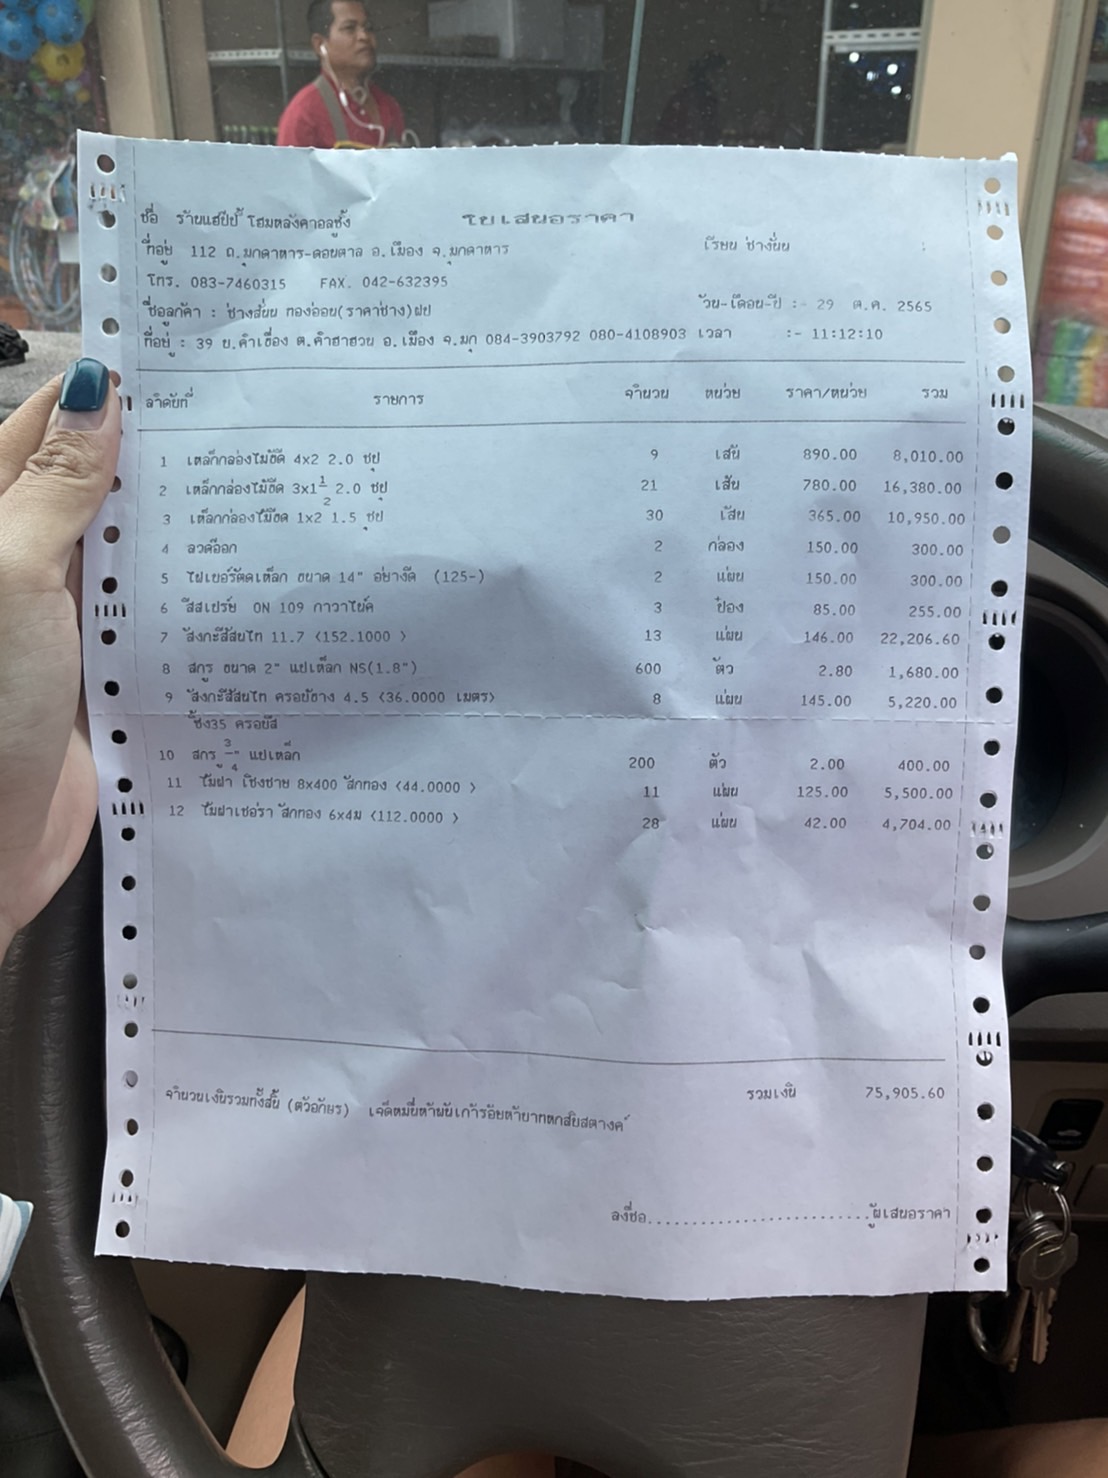 ใบเสนอราคา
ชื่อ ร้านแฮปปี้ โฮมหลังคาอลูซิ้ง
ที่อยู่ 112 ถ.มุกดาหาร-ดอนตาล อ.เมือง จ.มุกดาหาร เรียน ช่างนั่น :
โทร. 083-7460315 FAX. 042-632395
ชื่อลูกค้า : ช่างสั่นน ทองอ่อน(ราคาช่าง)ฝน วัน-เดือน-ปี :- 29 ต.ค. 2565
ที่อยู่ : 39 บ.คำเขื่อง ต.คำอาฮวน อ.เมือง จ.มุก 084-3903792 080-4108903 เวลา :- 11:12:10
ลำดับที่ รายการ จำนวน หน่วย ราคา/หน่วย รวม
1 เหล็กกล่องไม้ขีด 4x2 2.0 ชุบ 9 เส้น 890.00 8,010.00
2 เหล็กกล่องไม้ขีด 3x1 1/2 2.0 ชุบ 21 เส้น 780.00 16,380.00
3 เหล็กกล่องไม้ขีด 1x2 1.5 ชุบ 30 เส้น 365.00 10,950.00
4 ลวดอ๊อก 2 กล่อง 150.00 300.00
5 ไฟเบอร์ตัดเหล็ก ขนาด 14" อย่างดี (125-) 2 แผ่น 150.00 300.00
6 สีสเปรย์ ON 109 กาวาไนค์ 3 ป๋อง 85.00 255.00
7 สังกะสีสีนไท 11.7 <152.1000 > 13 แผ่น 146.00 22,206.60
8 สกรู ขนาด 2" แปเหล็ก NS(1.8") 600 ตัว 2.80 1,680.00
9 สังกะสีสีนไท ครอบข้าง 4.5 <36.0000 เมตร> 8 แผ่น 145.00 5,220.00
ซิ้ง35 ครอบสี
10 สกรู 3/4" แปเหล็ก 200 ตัว 2.00 400.00
11 ไม้ฝา เชิงชาย 8x400 สักทอง <44.0000 > 11 แผ่น 125.00 5,500.00
12 ไม้ฝาเชอร่า สักทอง 6x4ม <112.0000 > 28 แผ่น 42.00 4,704.00
รวมเงิน 75,905.60
จำนวนเงินรวมทั้งสิ้น (ตัวอักษร) เจ็ดหมื่นห้าพันเก้าร้อยห้าบาทหกสิบสตางค์
ลงชื่อ..........................ผู้เสนอราคา